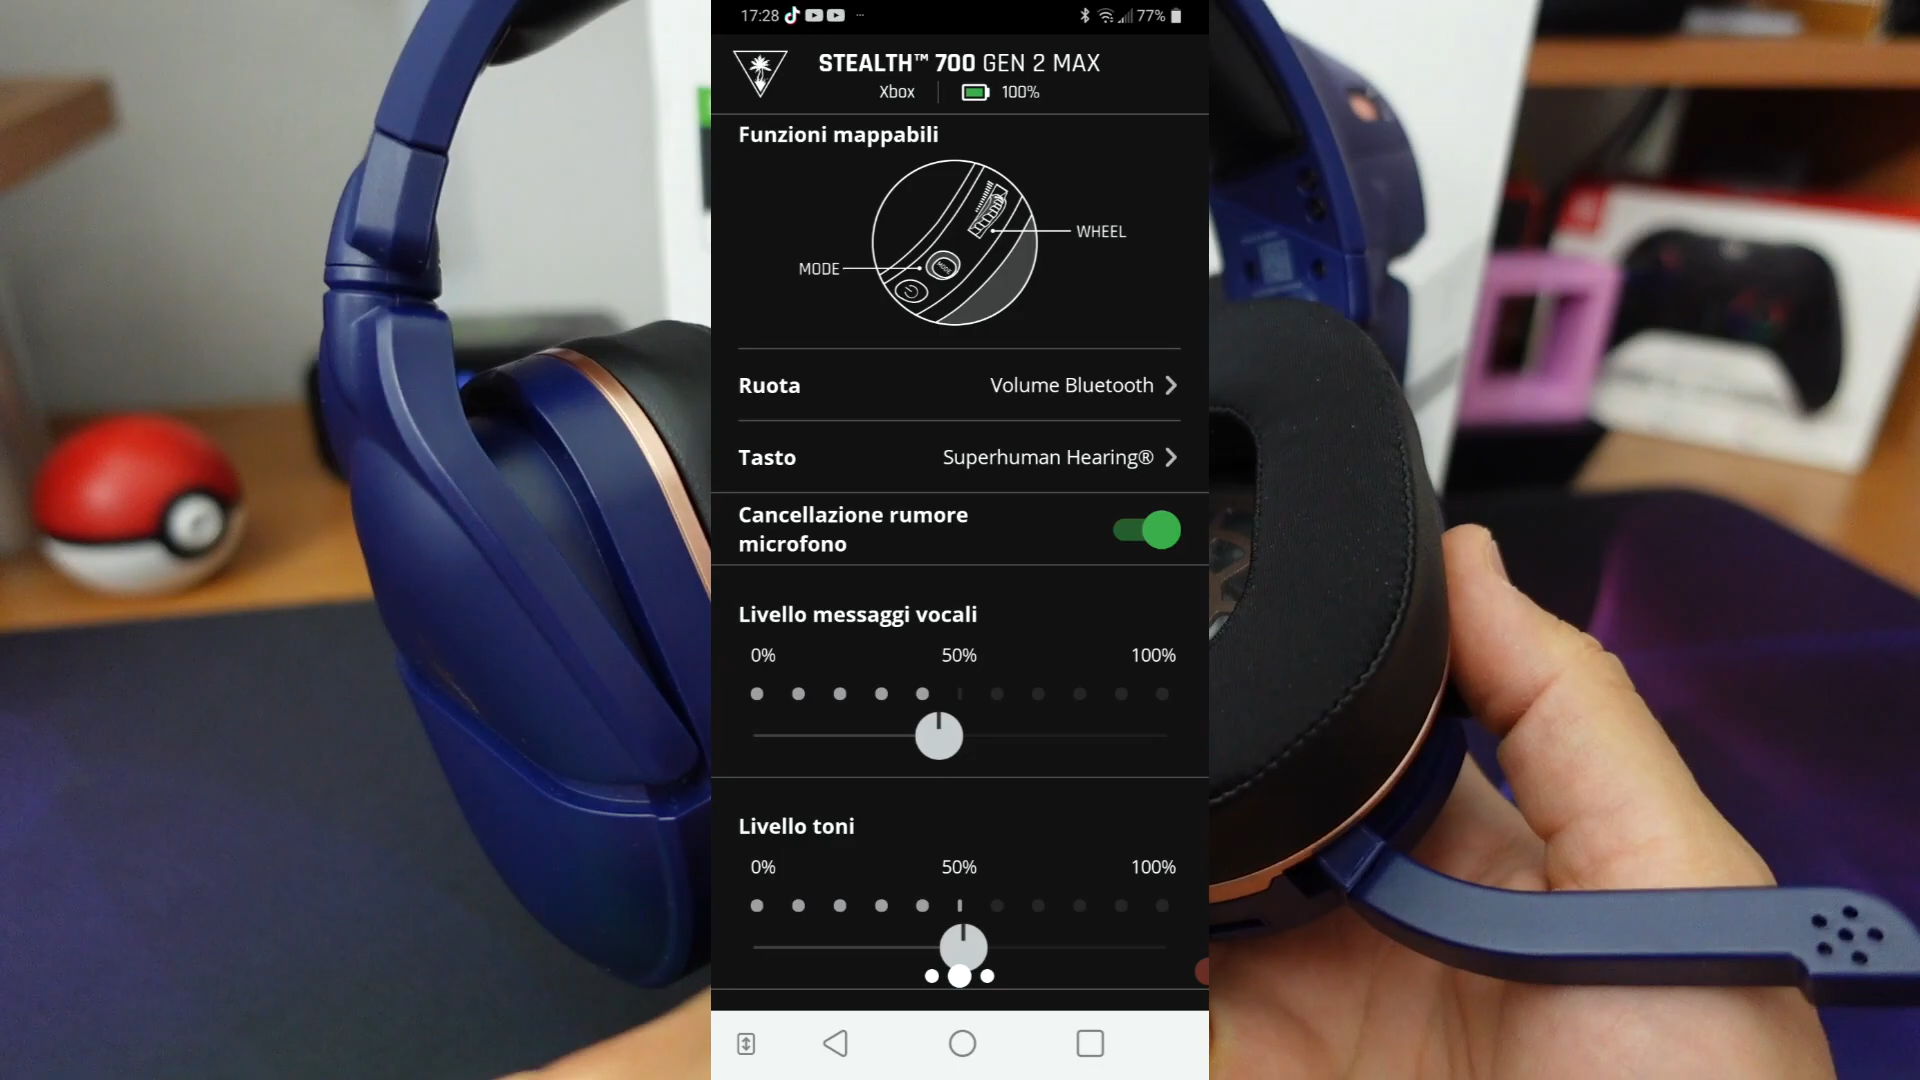 17:28 77%
STEALTH™ 700 GEN 2 MAX
Xbox 100%
Funzioni mappabili
WHEEL
MODE
MODE
Ruota Volume Bluetooth
Tasto Superhuman Hearing®
Cancellazione rumore
microfono
Livello messaggi vocali
0% 50% 100%
Livello toni
0% 50% 100%